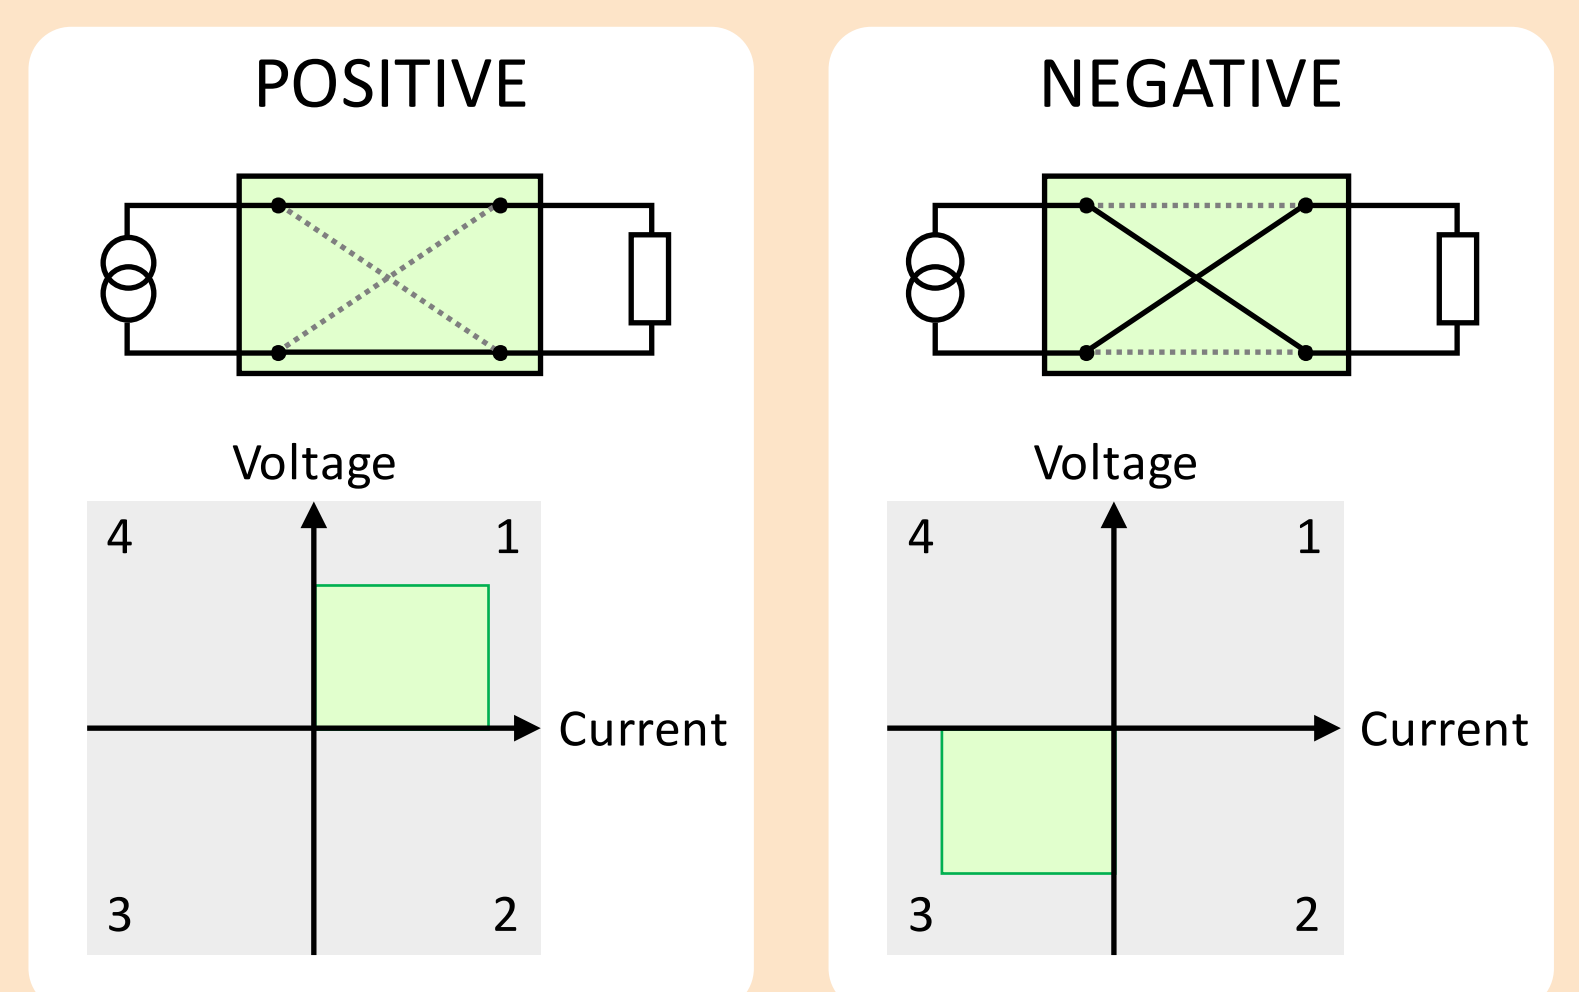 POSITIVE
Voltage
4 1
Current
3 2
NEGATIVE
Voltage
4 1
Current
3 2